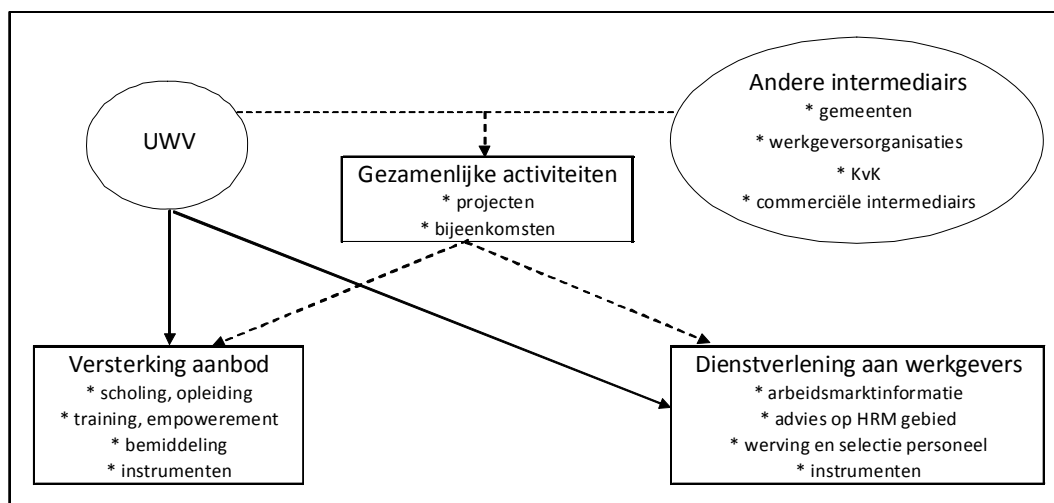 UWV
Andere intermediairs
* gemeenten
* werkgeversorganisaties
* KvK
* commerciële intermediairs
Gezamenlijke activiteiten
* projecten
* bijeenkomsten
Versterking aanbod
* scholing, opleiding
* training, empowerement
* bemiddeling
* instrumenten
Dienstverlening aan werkgevers
* arbeidsmarktinformatie
* advies op HRM gebied
* werving en selectie personeel
* instrumenten